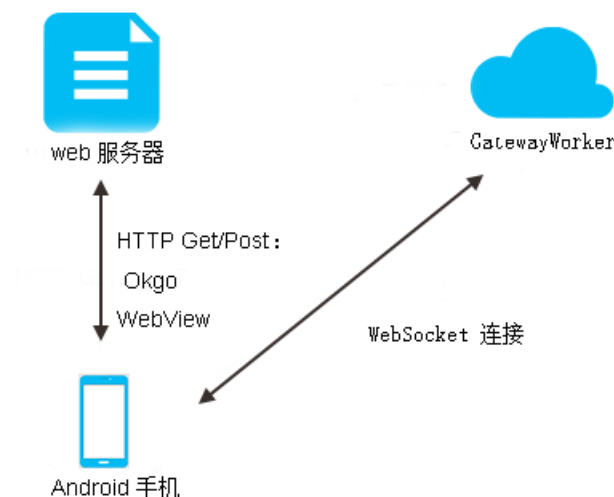 web 服务器
CatewayWorker
HTTP Get/Post：
Okgo
WebView
WebSocket 连接
Android 手机